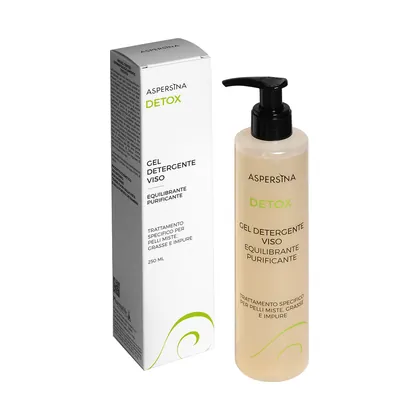 ASPERSINA
DETOX
GEL
DETERGENTE
VISO
EQUILIBRANTE
PURIFICANTE
TRATTAMENTO
SPECIFICO PER
PELLI MISTE,
GRASSE E IMPURE
250 ML
ASPERSINA
DETOX
GEL DETERGENTE
VISO
EQUILIBRANTE
PURIFICANTE
TRATTAMENTO SPECIFICO
PER PELLI MISTE, GRASSE
E IMPURE